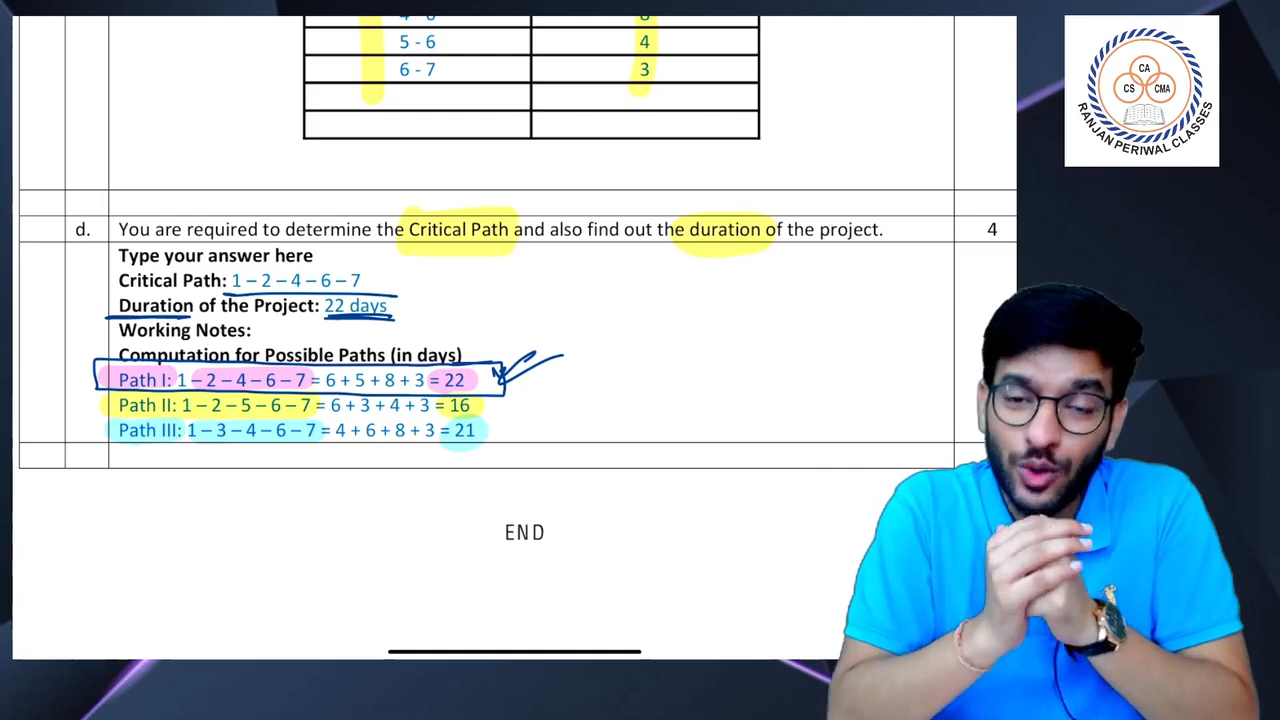 5 - 6 4
6 - 7 3
d. You are required to determine the Critical Path and also find out the duration of the project. 4
Type your answer here
Critical Path: 1 – 2 – 4 – 6 – 7
Duration of the Project: 22 days
Working Notes:
Computation for Possible Paths (in days)
Path I: 1 – 2 – 4 – 6 – 7 = 6 + 5 + 8 + 3 = 22
Path II: 1 – 2 – 5 – 6 – 7 = 6 + 3 + 4 + 3 = 16
Path III: 1 – 3 – 4 – 6 – 7 = 4 + 6 + 8 + 3 = 21
END
CA
CS CMA
RANJAN PERIWAL CLASSES